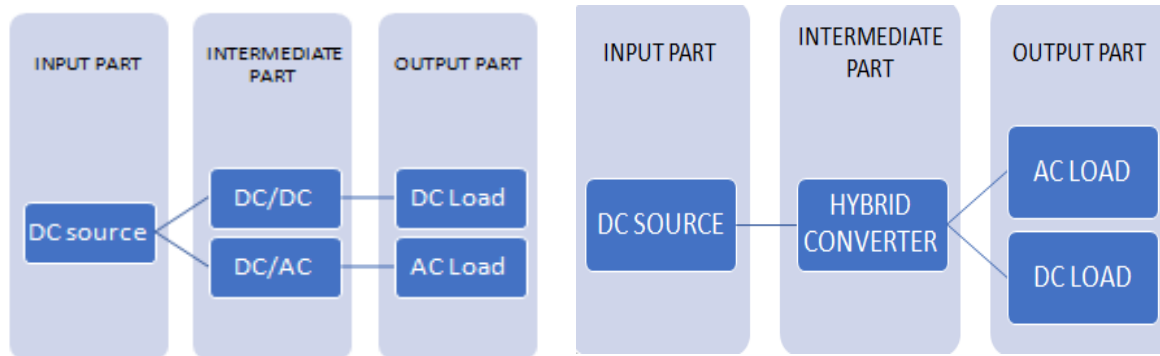 INPUT PART
INTERMEDIATE
PART
OUTPUT PART
DC source
DC/DC
DC/AC
DC Load
AC Load
INPUT PART
INTERMEDIATE
PART
OUTPUT PART
DC SOURCE
HYBRID
CONVERTER
AC LOAD
DC LOAD